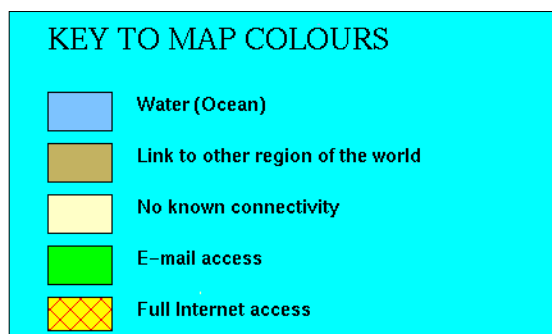 KEY TO MAP COLOURS
Water (Ocean)
Link to other region of the world
No known connectivity
E-mail access
Full Internet access